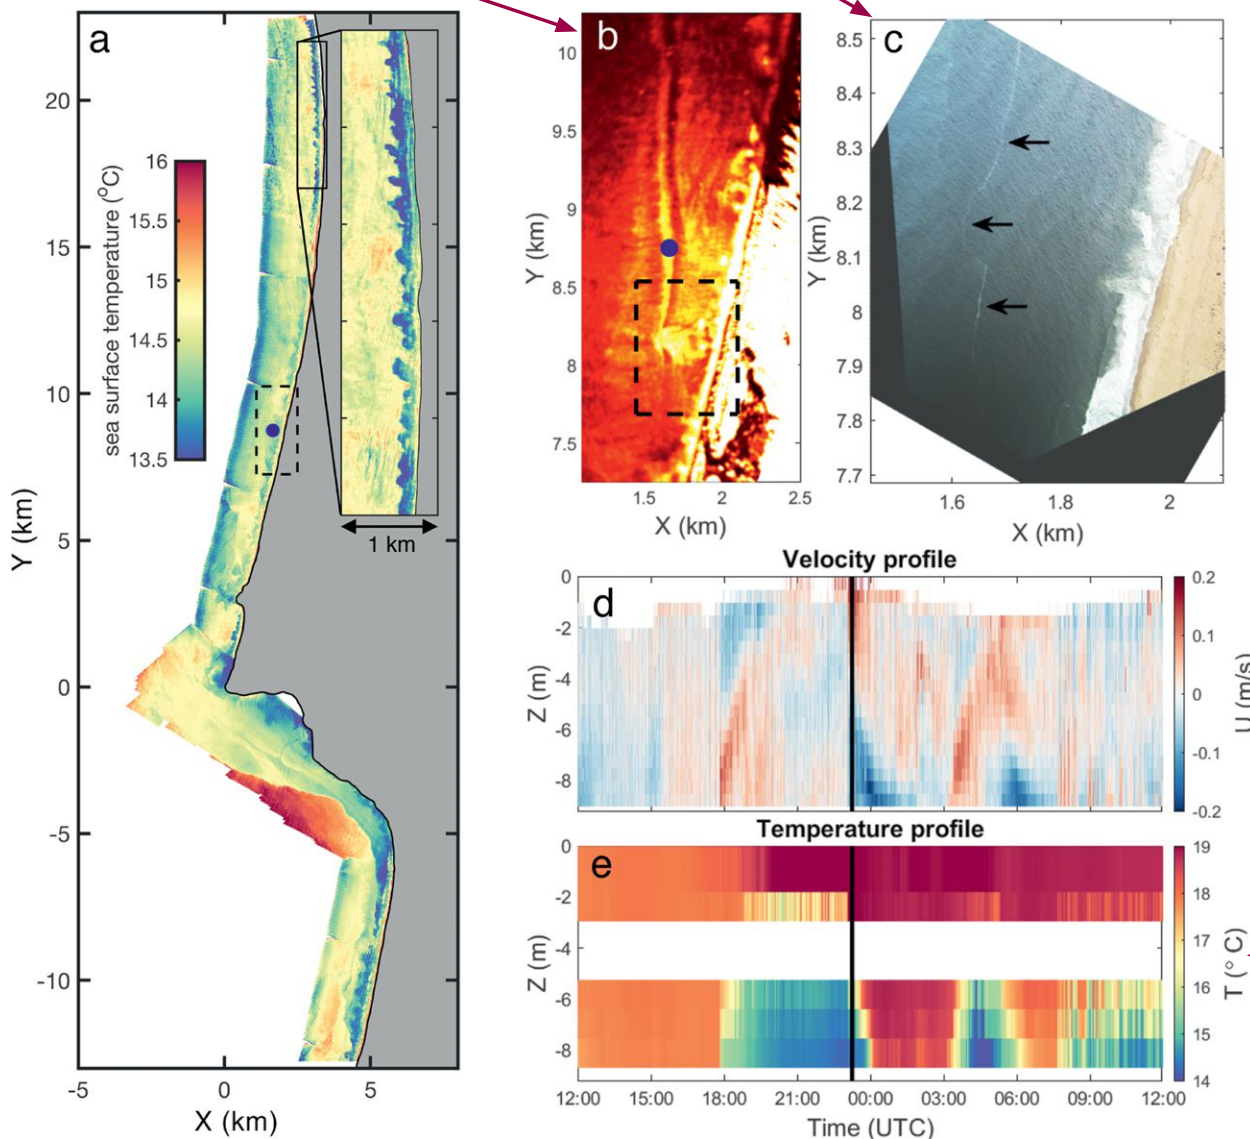 a
20
15
10
5
0
-5
-10
Y (km)
-5
0
5
X (km)
sea surface temperature (°C)
16
15.5
15
14.5
14
13.5
1 km
b
10
9.5
9
8.5
8
7.5
Y (km)
1.5
2
2.5
X (km)
c
8.5
8.4
8.3
8.2
8.1
8
7.9
7.8
7.7
Y (km)
1.6
1.8
2
X (km)
Velocity profile
d
0
-2
-4
-6
-8
Z (m)
0.2
0.1
0
-0.1
-0.2
U (m/s)
Temperature profile
e
0
-2
-4
-6
-8
Z (m)
19
18
17
16
15
14
T (° C)
12:00 15:00 18:00 21:00 00:00 03:00 06:00 09:00 12:00
Time (UTC)